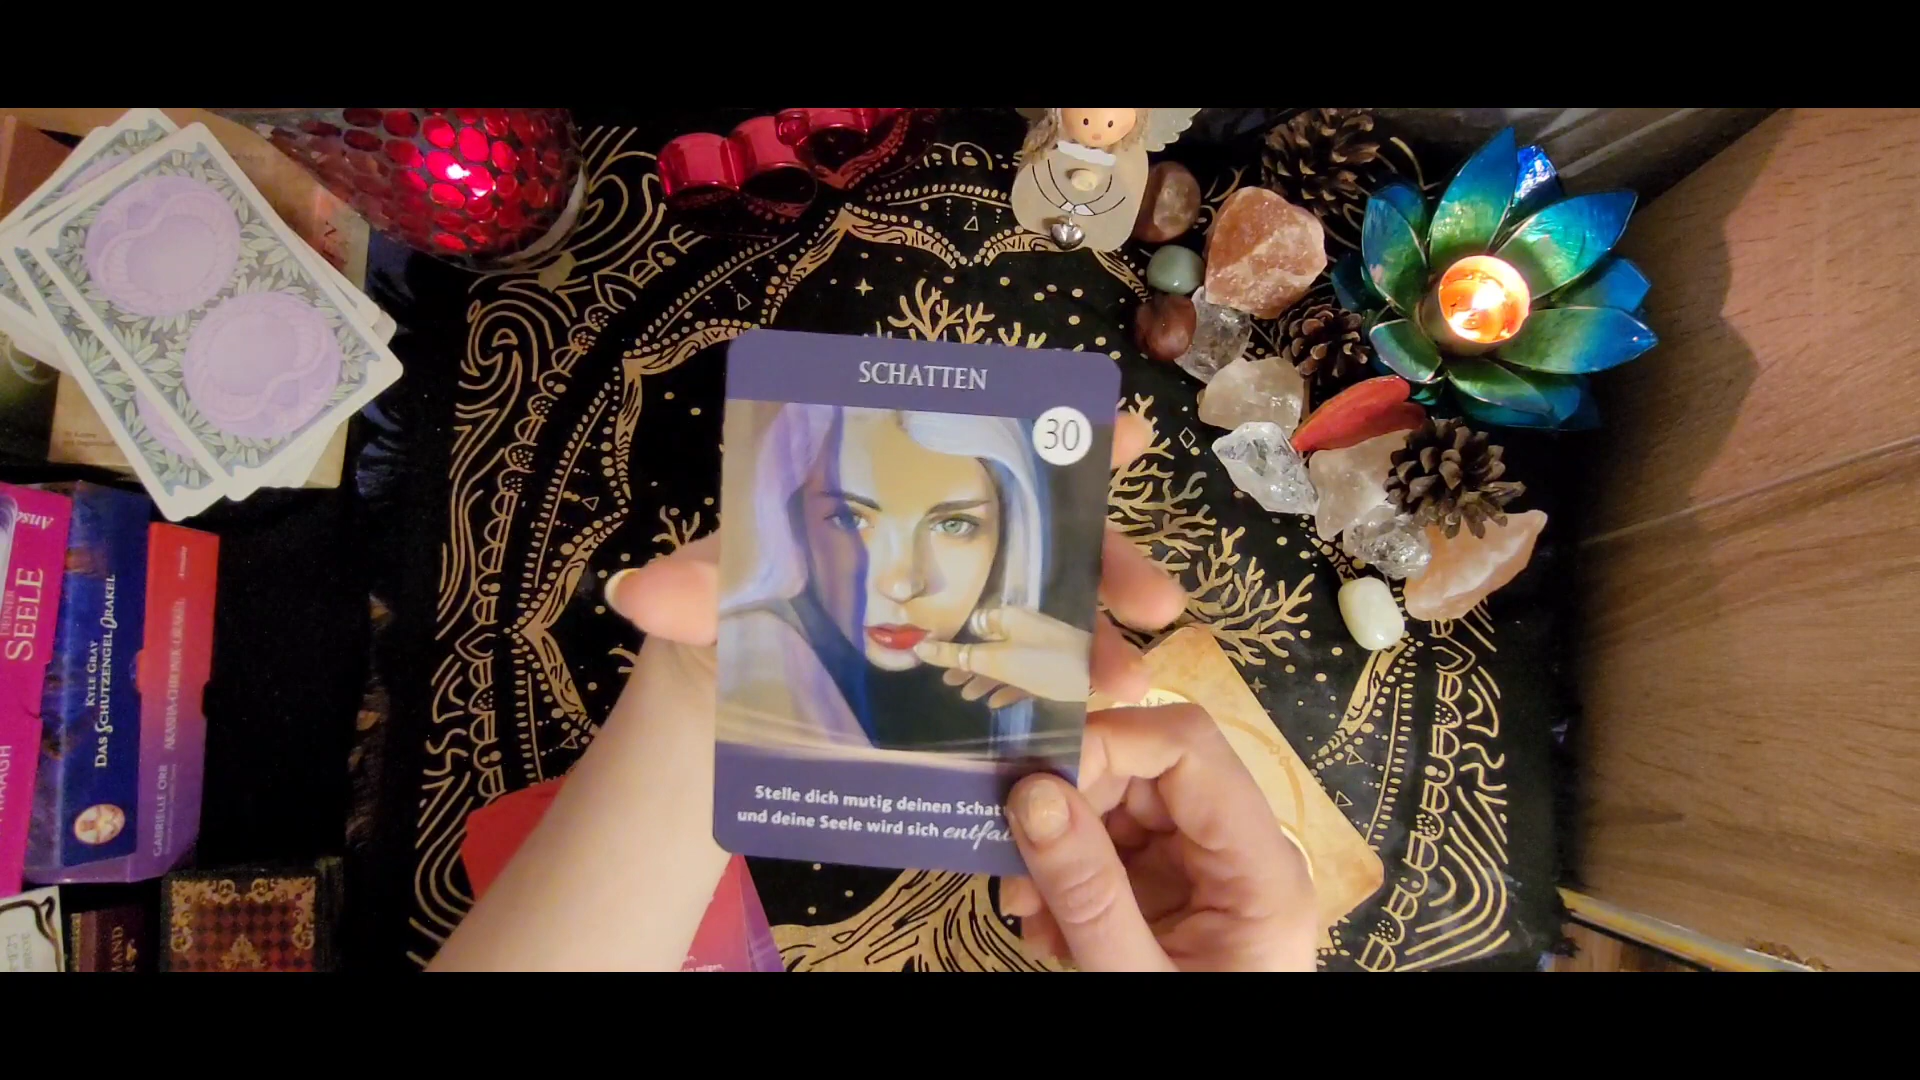 SCHATTEN
30
Stelle dich mutig deinen
und deine Seele wird sich
SEELE
KYLE GRAY
DAS SCHUTZENGEL ORAKEL
GABRIELLE ORR
AKASHA-CHRONIK-ORAKEL